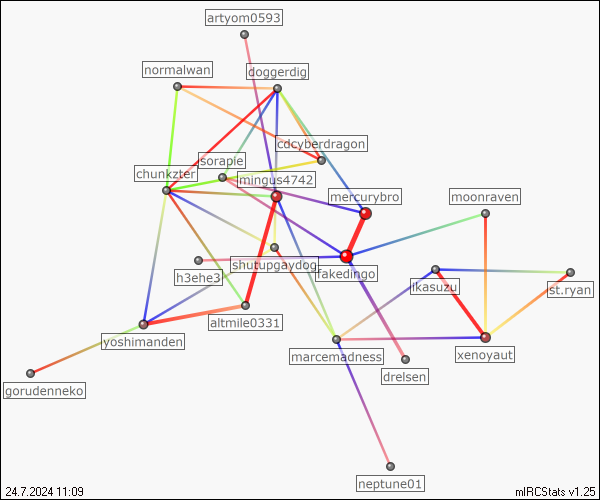 artyom0593
normalwan
doggerdig
cdcyberdragon
sorapie
chunkzter
mingus4742
mercurybro
moonraven
shutupgaydog
fakedingo
h3ehe3
ikasuzu
st.ryan
altmile0331
yoshimanden
marcemadness
xenoyaut
drelsen
gorudenneko
neptune01
24.7.2024 11:09
mIRCStats v1.25